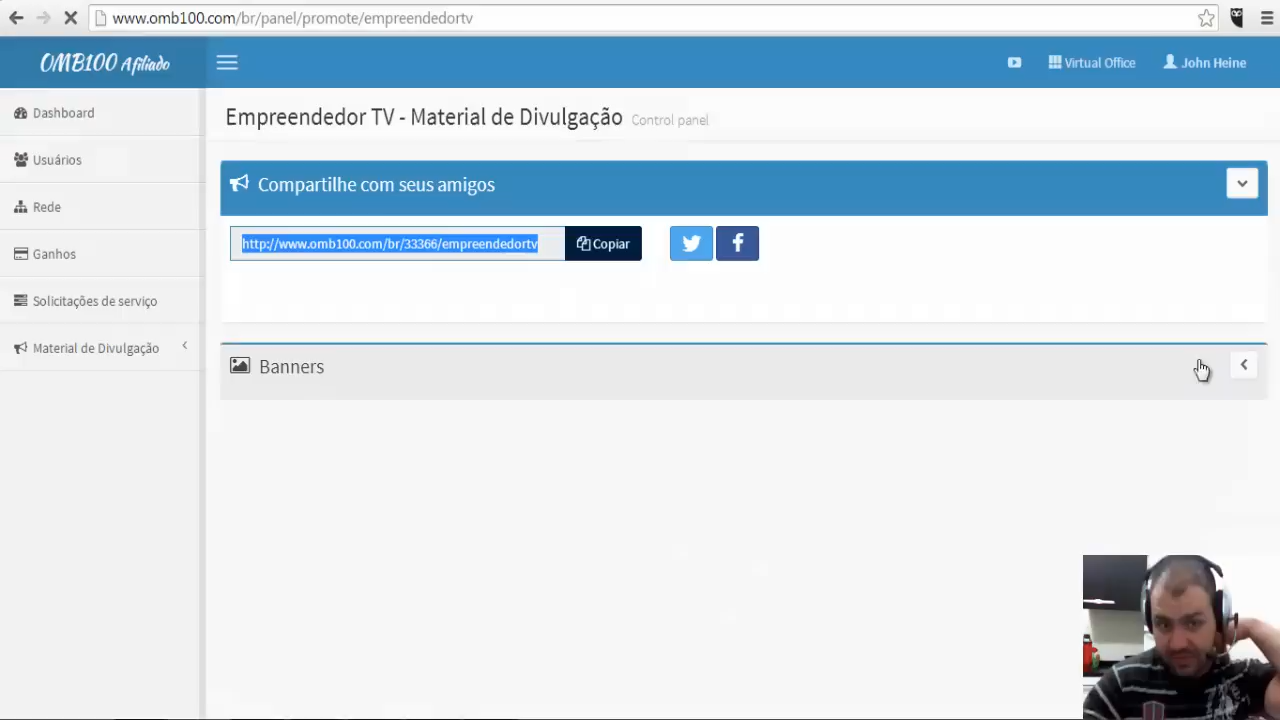 www.omb100.com/br/panel/promote/empreendedortv
OMB100 Afiliado
Virtual Office
John Heine
Dashboard
Usuários
Rede
Ganhos
Solicitações de serviço
Material de Divulgação
Empreendedor TV - Material de Divulgação Control panel
Compartilhe com seus amigos
http://www.omb100.com/br/33366/empreendedortv
Copiar
Banners